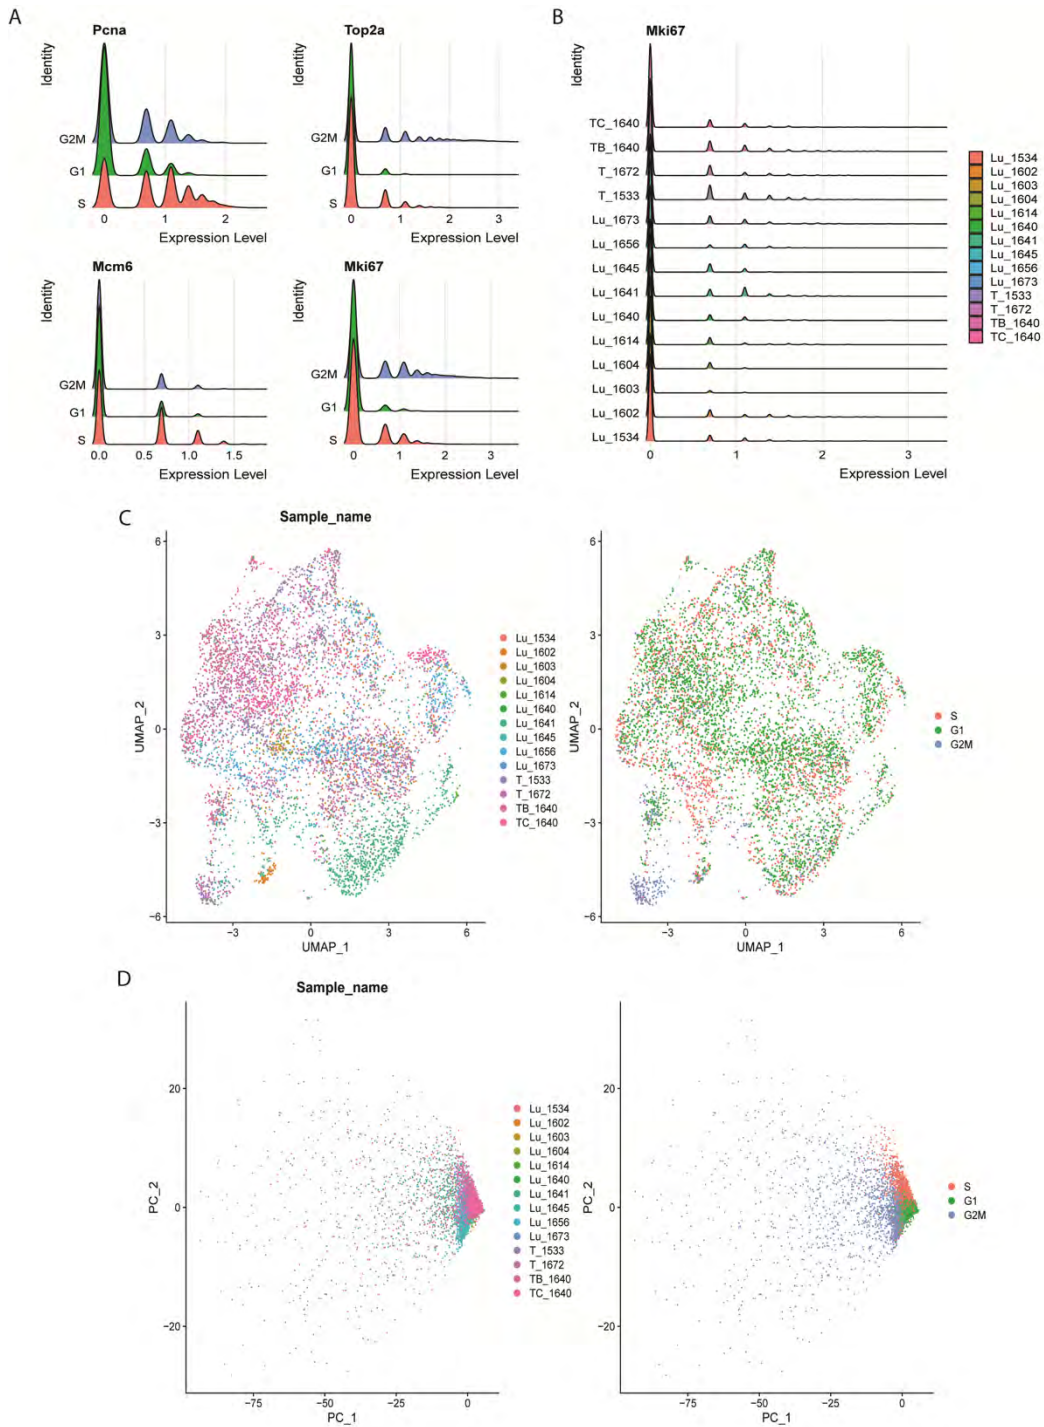 A
Pcna
Identity
G2M
G1
S
0 1 2
Expression Level
Top2a
Identity
G2M
G1
S
0 1 2 3
Expression Level
Mcm6
Identity
G2M
G1
S
0.0 0.5 1.0 1.5
Expression Level
Mki67
Identity
G2M
G1
S
0 1 2 3
Expression Level
B
Mki67
Identity
TC_1640
TB_1640
T_1672
T_1533
Lu_1673
Lu_1656
Lu_1645
Lu_1641
Lu_1640
Lu_1614
Lu_1604
Lu_1603
Lu_1602
Lu_1534
0 1 2 3
Expression Level
Lu_1534
Lu_1602
Lu_1603
Lu_1604
Lu_1614
Lu_1640
Lu_1641
Lu_1645
Lu_1656
Lu_1673
T_1533
T_1672
TB_1640
TC_1640
C
Sample_name
UMAP_2
6
3
0
−3
−6
−3 0 3 6
UMAP_1
Lu_1534
Lu_1602
Lu_1603
Lu_1604
Lu_1614
Lu_1640
Lu_1641
Lu_1645
Lu_1656
Lu_1673
T_1533
T_1672
TB_1640
TC_1640
UMAP_2
6
3
0
−3
−6
−3 0 3 6
UMAP_1
S
G1
G2M
D
Sample_name
PC_2
20
0
−20
−75 −50 −25 0
PC_1
Lu_1534
Lu_1602
Lu_1603
Lu_1604
Lu_1614
Lu_1640
Lu_1641
Lu_1645
Lu_1656
Lu_1673
T_1533
T_1672
TB_1640
TC_1640
PC_2
20
0
−20
−75 −50 −25 0
PC_1
S
G1
G2M